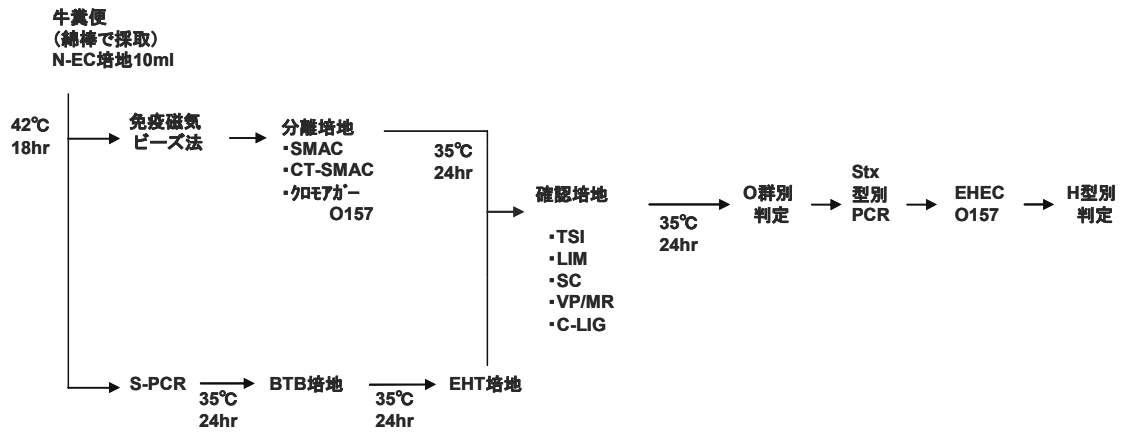 牛糞便
（綿棒で採取）
N-EC培地10ml
42℃
18hr
免疫磁気
ビーズ法
分離培地
・SMAC
・CT-SMAC
・ｸﾛﾓｱｶﾞｰ
O157
35℃
24hr
確認培地
・TSI
・LIM
・SC
・VP/MR
・C-LIG
35℃
24hr
O群別
判定
Stx
型別
PCR
EHEC
O157
H型別
判定
S-PCR
35℃
24hr
BTB培地
35℃
24hr
EHT培地